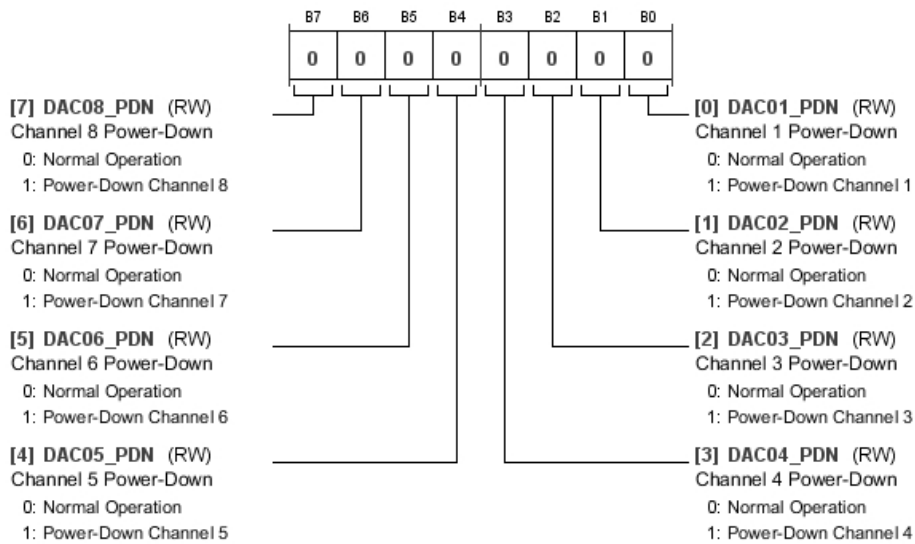 B7 B6 B5 B4 B3 B2 B1 B0
0 0 0 0 0 0 0 0
[7] DAC08_PDN (RW)
Channel 8 Power-Down
0: Normal Operation
1: Power-Down Channel 8
[6] DAC07_PDN (RW)
Channel 7 Power-Down
0: Normal Operation
1: Power-Down Channel 7
[5] DAC06_PDN (RW)
Channel 6 Power-Down
0: Normal Operation
1: Power-Down Channel 6
[4] DAC05_PDN (RW)
Channel 5 Power-Down
0: Normal Operation
1: Power-Down Channel 5
[0] DAC01_PDN (RW)
Channel 1 Power-Down
0: Normal Operation
1: Power-Down Channel 1
[1] DAC02_PDN (RW)
Channel 2 Power-Down
0: Normal Operation
1: Power-Down Channel 2
[2] DAC03_PDN (RW)
Channel 3 Power-Down
0: Normal Operation
1: Power-Down Channel 3
[3] DAC04_PDN (RW)
Channel 4 Power-Down
0: Normal Operation
1: Power-Down Channel 4